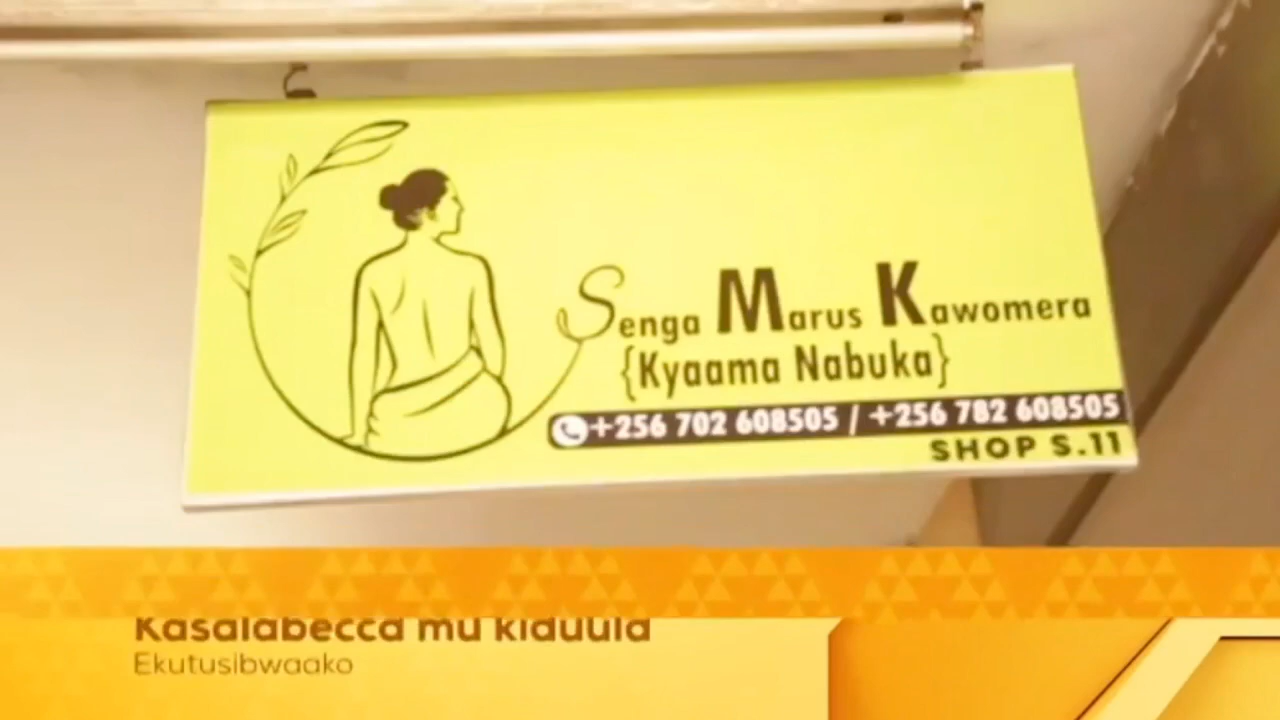 Senga Marus Kawomera
{Kyaama Nabuka}
+256 702 608505 / +256 782 608505
SHOP S.11
Kasalabecca mu kiduula
Ekutusibwaako